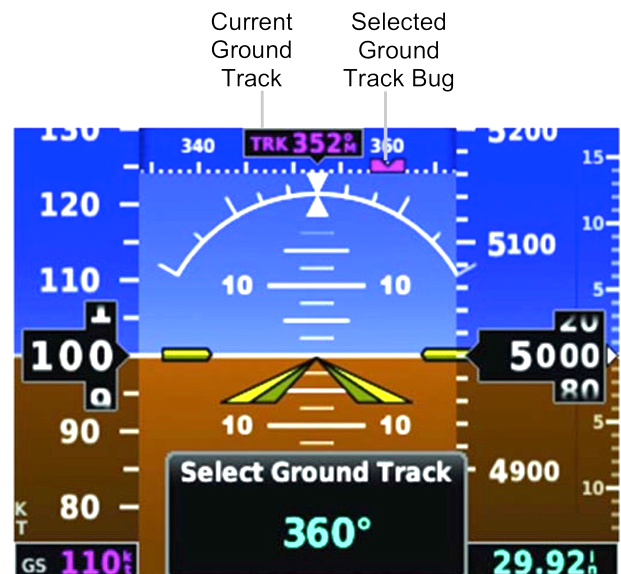 Current
Ground
Track
Selected
Ground
Track Bug
130
340
TRK 352°M
360
5200
15
120
10
5100
110
10
10
5
100
20
5000
80
5
90
10
10
4900
Select Ground Track
10
KT
80
360°
GS 110kt
29.92in